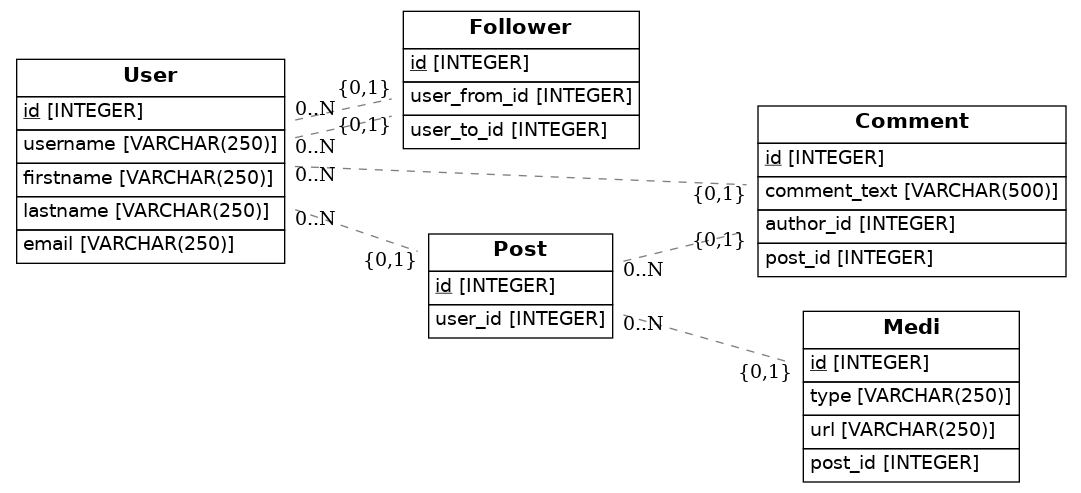 User
id [INTEGER]
username [VARCHAR(250)]
firstname [VARCHAR(250)]
lastname [VARCHAR(250)]
email [VARCHAR(250)]
0..N
{0,1}
0..N
{0,1}
0..N
{0,1}
0..N
{0,1}
Follower
id [INTEGER]
user_from_id [INTEGER]
user_to_id [INTEGER]
Post
id [INTEGER]
user_id [INTEGER]
0..N
{0,1}
0..N
{0,1}
Comment
id [INTEGER]
comment_text [VARCHAR(500)]
author_id [INTEGER]
post_id [INTEGER]
Medi
id [INTEGER]
type [VARCHAR(250)]
url [VARCHAR(250)]
post_id [INTEGER]